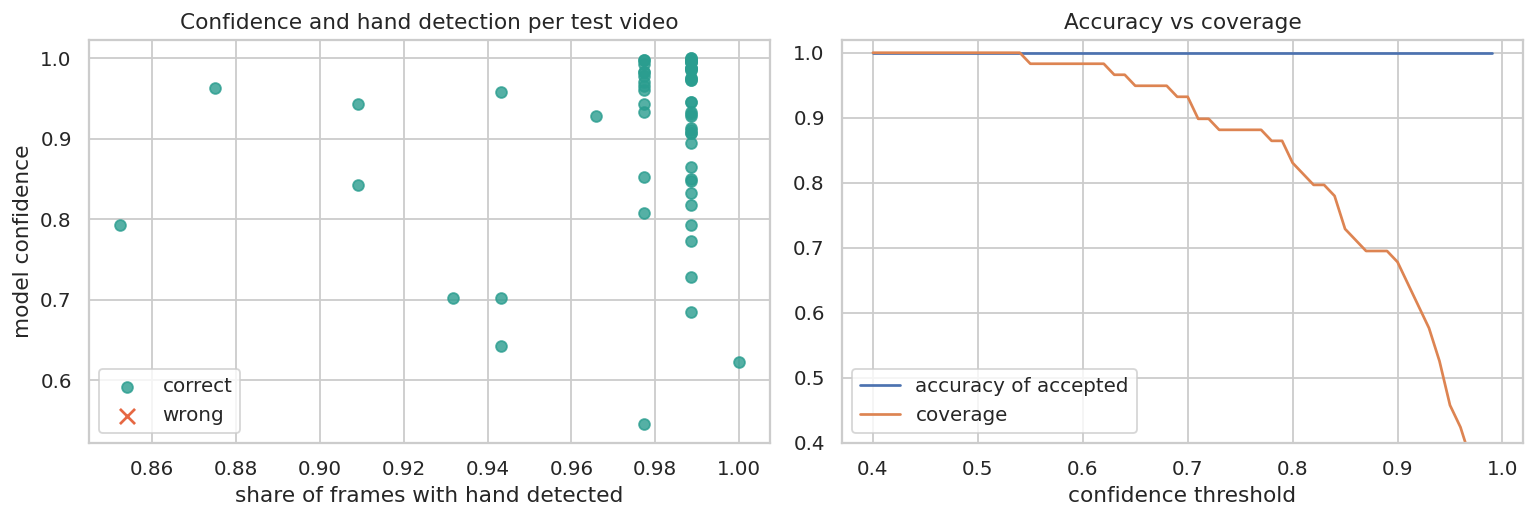 Confidence and hand detection per test video
1.0
0.9
0.8
0.7
0.6
model confidence
correct
wrong
0.86 0.88 0.90 0.92 0.94 0.96 0.98 1.00
share of frames with hand detected
Accuracy vs coverage
1.0
0.9
0.8
0.7
0.6
0.5
0.4
accuracy of accepted
coverage
0.4 0.5 0.6 0.7 0.8 0.9 1.0
confidence threshold